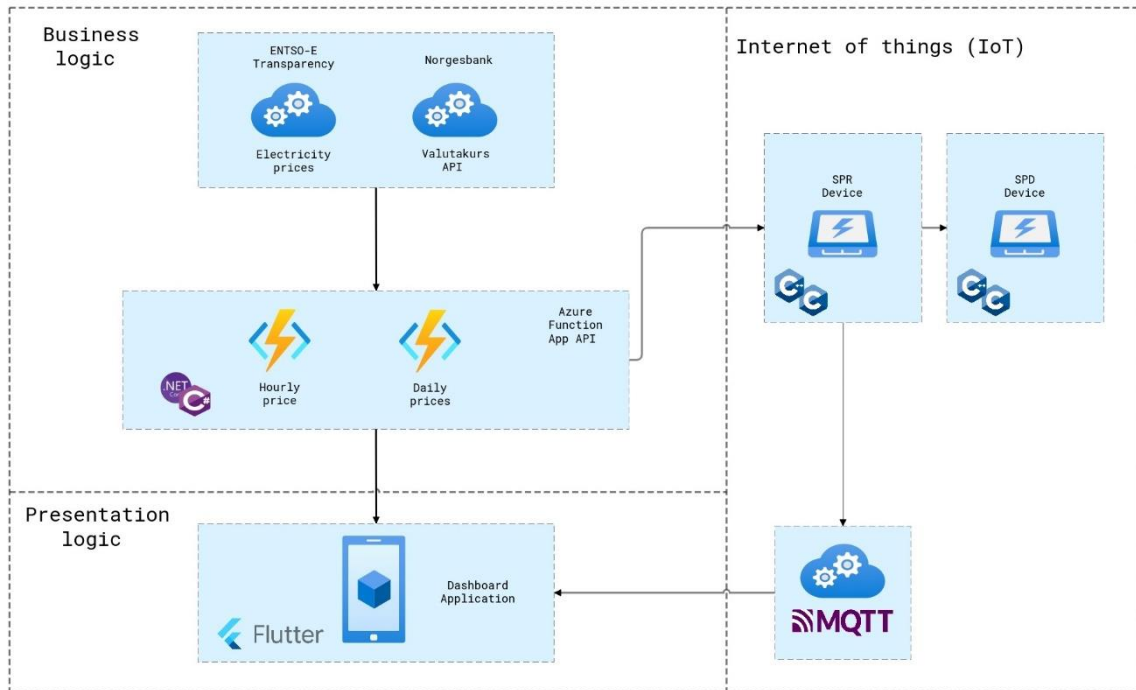 Business
logic
ENTSO-E
Transparency
Norgesbank
Electricity
prices
Valutakurs
API
Internet of things (IoT)
SPR
Device
SPD
Device
C++
C
C++
C
Azure
Function
App API
Hourly
price
Daily
prices
.NET
Core
C#
Presentation
logic
Dashboard
Application
Flutter
MQTT